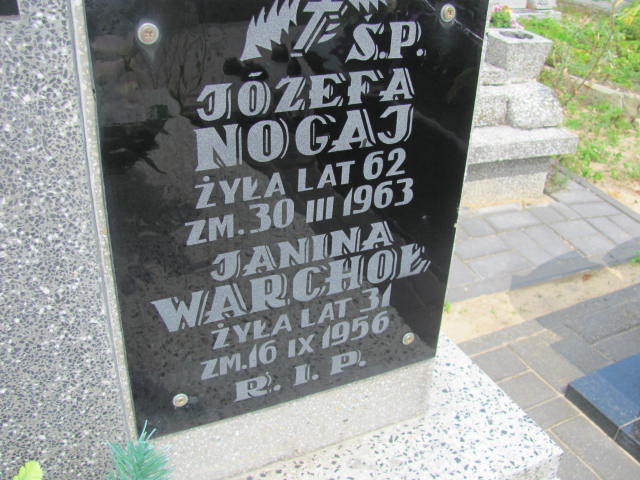 Ś.P.
JÓZEFA
NOGAJ
ŻYŁA LAT 62
ZM. 30 III 1963
JANINA
WARCHOŁ
ŻYŁA LAT 31
ZM. 16 IX 1956
R. I. P.